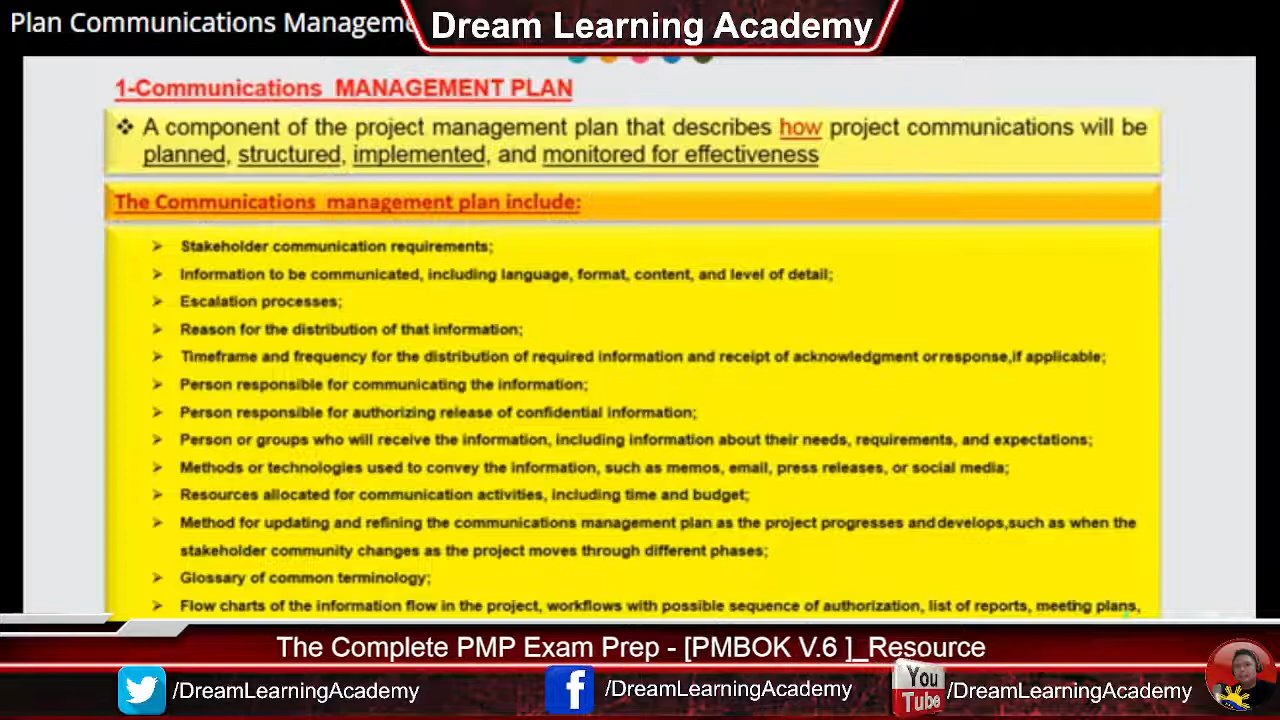 Plan Communications Manageme
Dream Learning Academy
1-Communications MANAGEMENT PLAN
❖ A component of the project management plan that describes how project communications will be
planned, structured, implemented, and monitored for effectiveness
The Communications management plan include:
➢ Stakeholder communication requirements;
➢ Information to be communicated, including language, format, content, and level of detail;
➢ Escalation processes;
➢ Reason for the distribution of that information;
➢ Timeframe and frequency for the distribution of required information and receipt of acknowledgment or response,if applicable;
➢ Person responsible for communicating the information;
➢ Person responsible for authorizing release of confidential information;
➢ Person or groups who will receive the information, including information about their needs, requirements, and expectations;
➢ Methods or technologies used to convey the information, such as memos, email, press releases, or social media;
➢ Resources allocated for communication activities, including time and budget;
➢ Method for updating and refining the communications management plan as the project progresses and develops,such as when the
stakeholder community changes as the project moves through different phases;
➢ Glossary of common terminology;
➢ Flow charts of the information flow in the project, workflows with possible sequence of authorization, list of reports, meeting plans,
The Complete PMP Exam Prep - [PMBOK V.6 ]_Resource
/DreamLearningAcademy
/DreamLearningAcademy
You
Tube
/DreamLearningAcademy